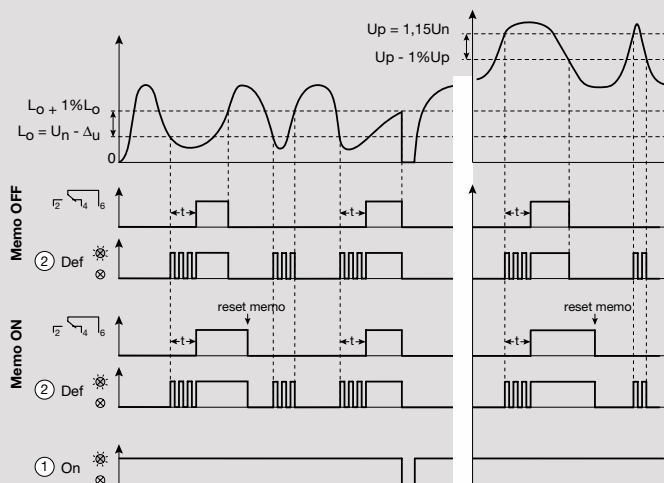 Up = 1,15Un
Up - 1%Up
Lo + 1%Lo
Lo = Un - Δu
0
Memo OFF
2 4 6
t
t
t
② Def
reset memo
reset memo
Memo ON
2 4 6
t
t
t
② Def
① On